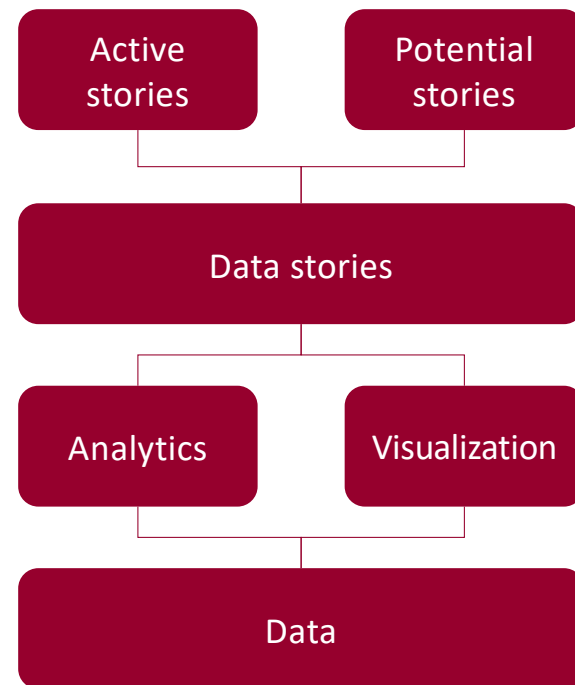 Active
stories
Potential
stories
Data stories
Analytics
Visualization
Data